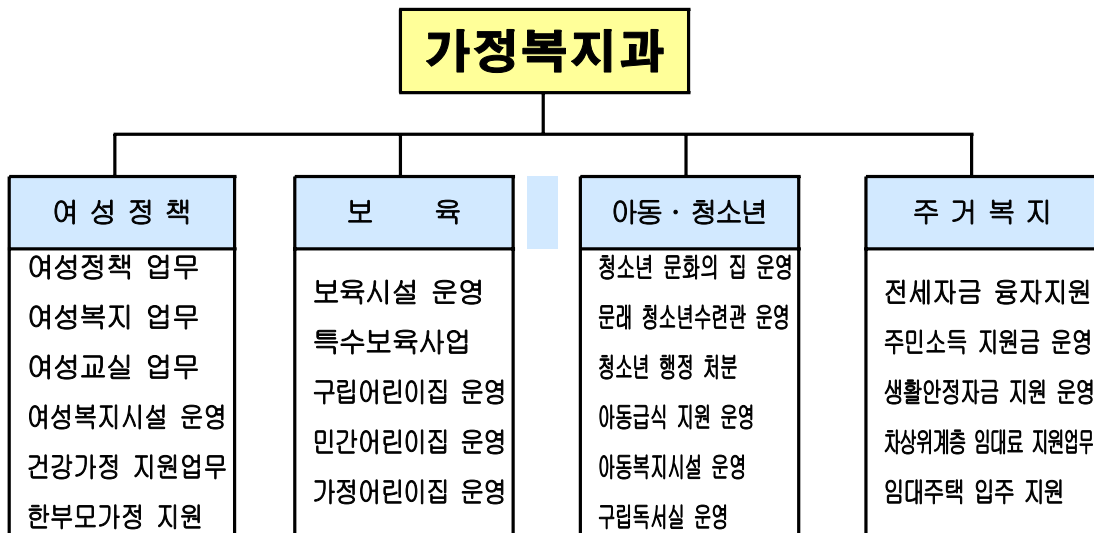 가정복지과
여 성 정 책
여성정책 업무
여성복지 업무
여성교실 업무
여성복지시설 운영
건강가정 지원업무
한부모가정 지원
보 육
보육시설 운영
특수보육사업
구립어린이집 운영
민간어린이집 운영
가정어린이집 운영
아동 · 청소년
청소년 문화의 집 운영
문래 청소년수련관 운영
청소년 행정 처분
아동급식 지원 운영
아동복지시설 운영
구립독서실 운영
주 거 복 지
전세자금 융자지원
주민소득 지원금 운영
생활안정자금 지원 운영
차상위계층 임대료 지원업무
임대주택 입주 지원